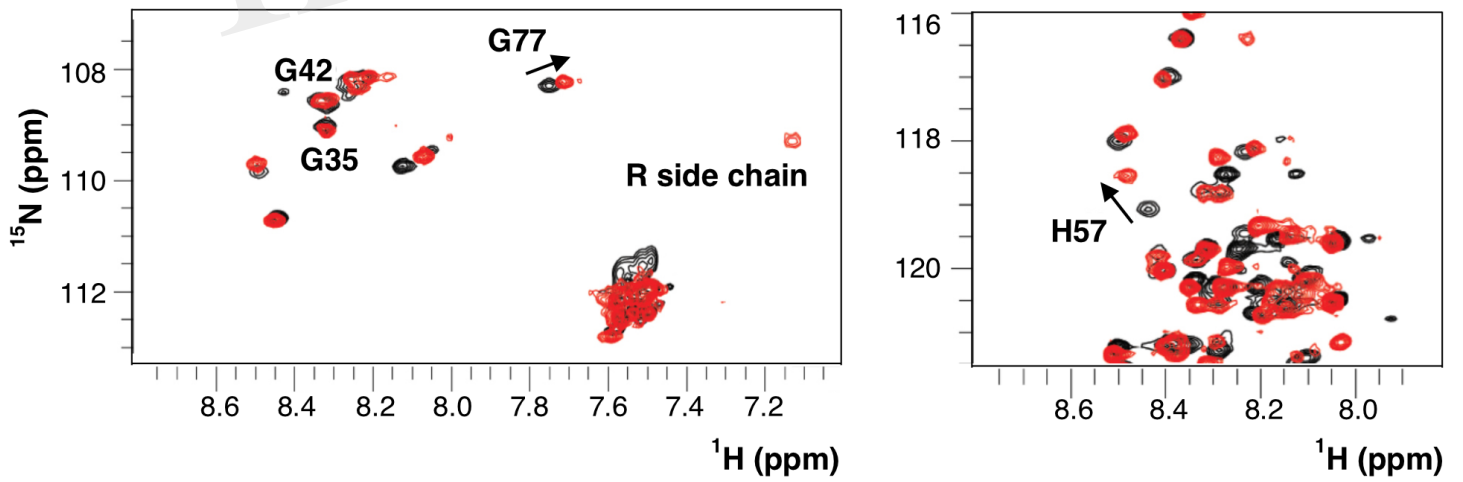 G77
G42
G35
R side chain
108
110
112
¹⁵N (ppm)
8.6 8.4 8.2 8.0 7.8 7.6 7.4 7.2
¹H (ppm)
116
118
120
H57
8.6 8.4 8.2 8.0
¹H (ppm)